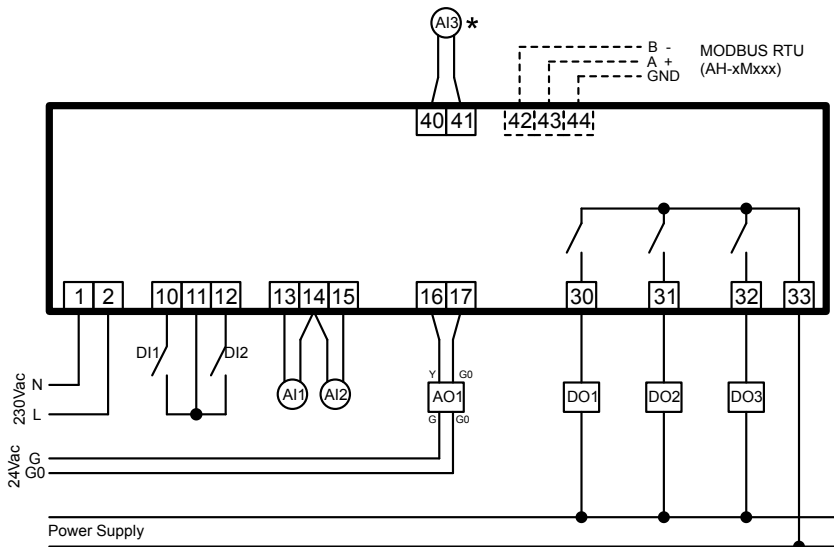 AI3 *
B -
A +
GND
MODBUS RTU
(AH-xMxxx)
40 41 42 43 44
1 2 10 11 12 13 14 15 16 17 30 31 32 33
DI1 DI2
AI1 AI2
Y G0
AO1
G G0
DO1 DO2 DO3
230Vac
N
L
24Vac
G
G0
Power Supply